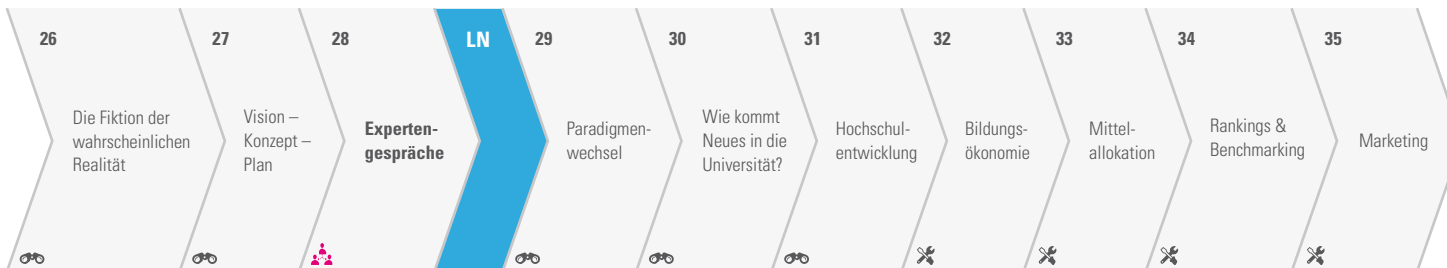 26
Die Fiktion der
wahrscheinlichen
Realität
27
Vision –
Konzept –
Plan
28
Experten-
gespräche
LN
29
Paradigmen-
wechsel
30
Wie kommt
Neues in die
Universität?
31
Hochschul-
entwicklung
32
Bildungs-
ökonomie
33
Mittel-
allokation
34
Rankings &
Benchmarking
35
Marketing